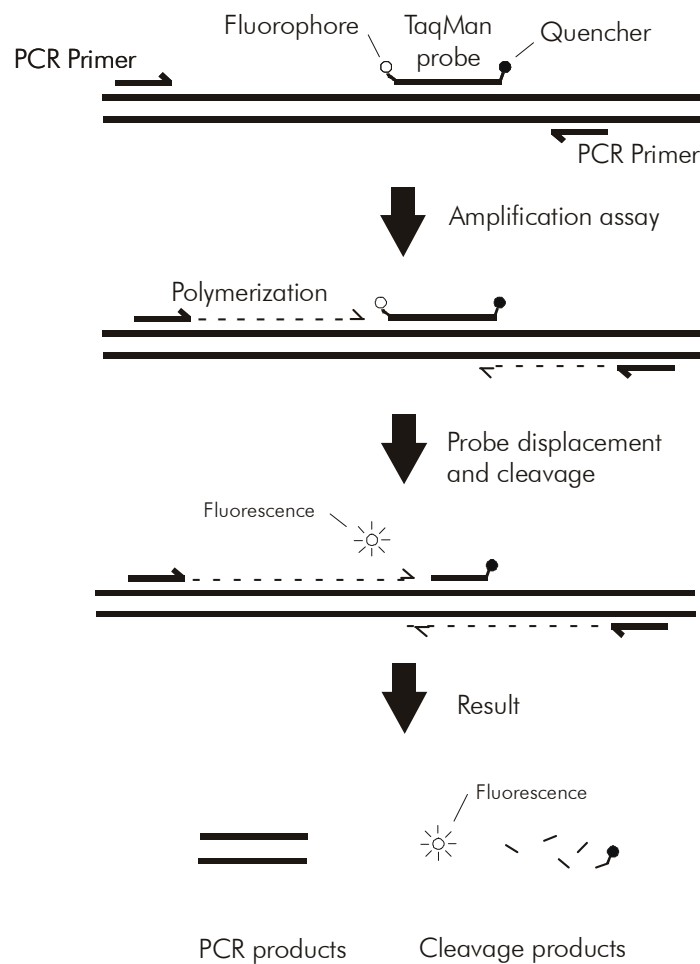 Fluorophore
TaqMan
probe
Quencher
PCR Primer
PCR Primer
Amplification assay
Polymerization
Probe displacement
and cleavage
Fluorescence
Result
Fluorescence
PCR products
Cleavage products